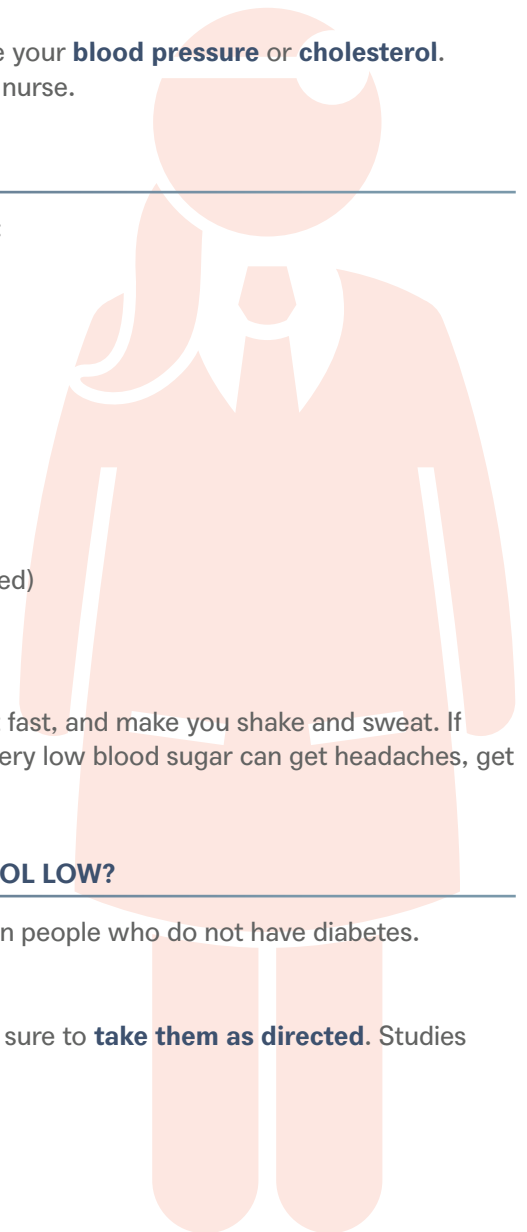 e your blood pressure or cholesterol.
nurse.
:
ed)
fast, and make you shake and sweat. If
ery low blood sugar can get headaches, get
OL LOW?
n people who do not have diabetes.
sure to take them as directed. Studies